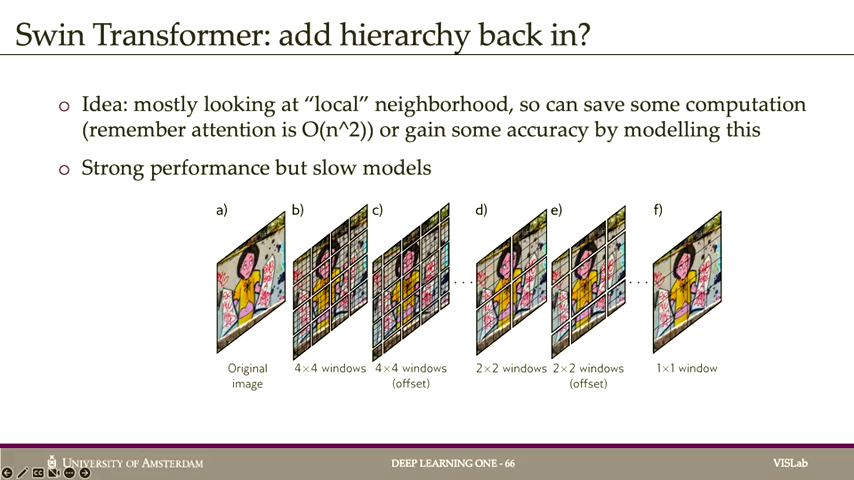 Swin Transformer: add hierarchy back in?
Idea: mostly looking at “local” neighborhood, so can save some computation
(remember attention is O(n^2)) or gain some accuracy by modelling this
Strong performance but slow models
a) b) c) d) e) f)
Original
image
4×4 windows
4×4 windows
(offset)
2×2 windows
2×2 windows
(offset)
1×1 window
UNIVERSITY OF AMSTERDAM
DEEP LEARNING ONE - 66
VISLab